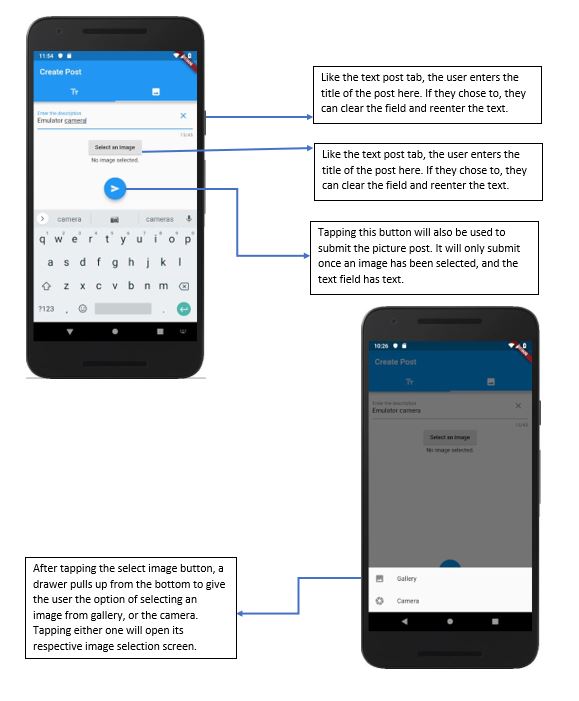 11:54
Create Post
Tr
Enter the description
Emulator camera
13/45
Select an image
No image selected.
camera
cameras
q w e r t y u i o p
a s d f g h j k l
z x c v b n m
?123 , .
Like the text post tab, the user enters the
title of the post here. If they chose to, they
can clear the field and reenter the text.
Like the text post tab, the user enters the
title of the post here. If they chose to, they
can clear the field and reenter the text.
Tapping this button will also be used to
submit the picture post. It will only submit
once an image has been selected, and the
text field has text.
10:26
Create Post
Tr
Enter the description
Emulator camera
Select an image
No image selected.
Gallery
Camera
After tapping the select image button, a
drawer pulls up from the bottom to give
the user the option of selecting an
image from gallery, or the camera.
Tapping either one will open its
respective image selection screen.